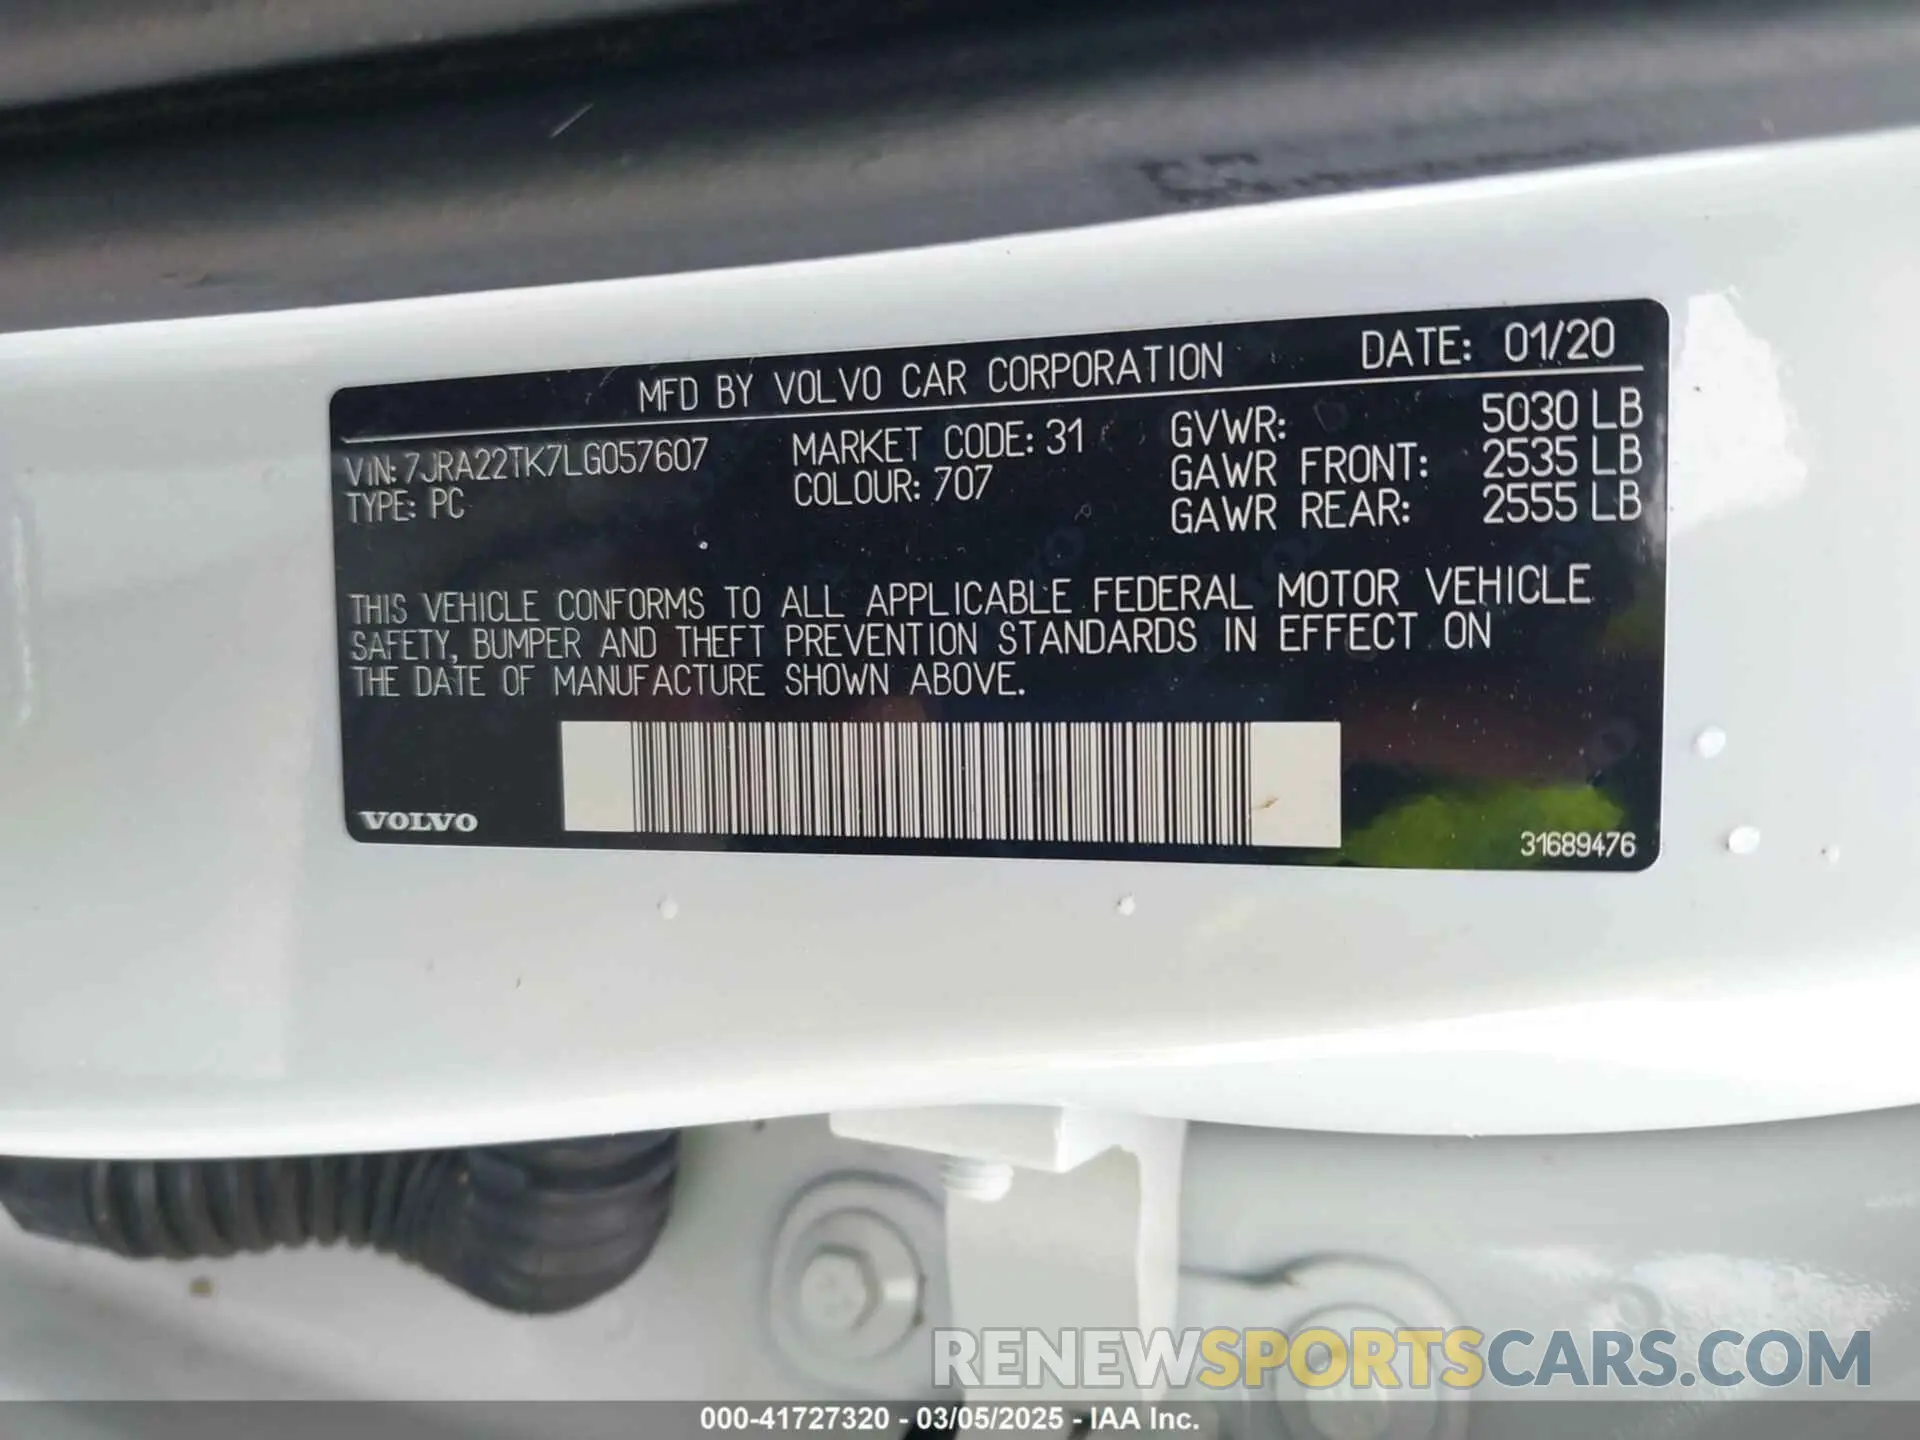 MFD BY VOLVO CAR CORPORATION DATE: 01/20
VIN: 7JRA22TK7LG057607 MARKET CODE: 31 GVWR: 5030 LB
TYPE: PC COLOUR: 707 GAWR FRONT: 2535 LB
GAWR REAR: 2555 LB
THIS VEHICLE CONFORMS TO ALL APPLICABLE FEDERAL MOTOR VEHICLE
SAFETY, BUMPER AND THEFT PREVENTION STANDARDS IN EFFECT ON
THE DATE OF MANUFACTURE SHOWN ABOVE.
VOLVO
31689476
RENEWSPORTSCARS.COM
000-41727320 - 03/05/2025 - IAA Inc.